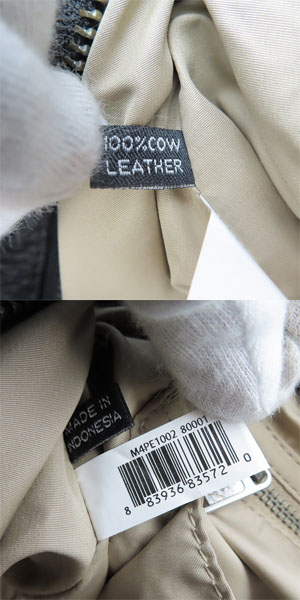 100%COW
LEATHER
MADE IN
INDONESIA
M4PE1002 80001
8 83936 83572 0